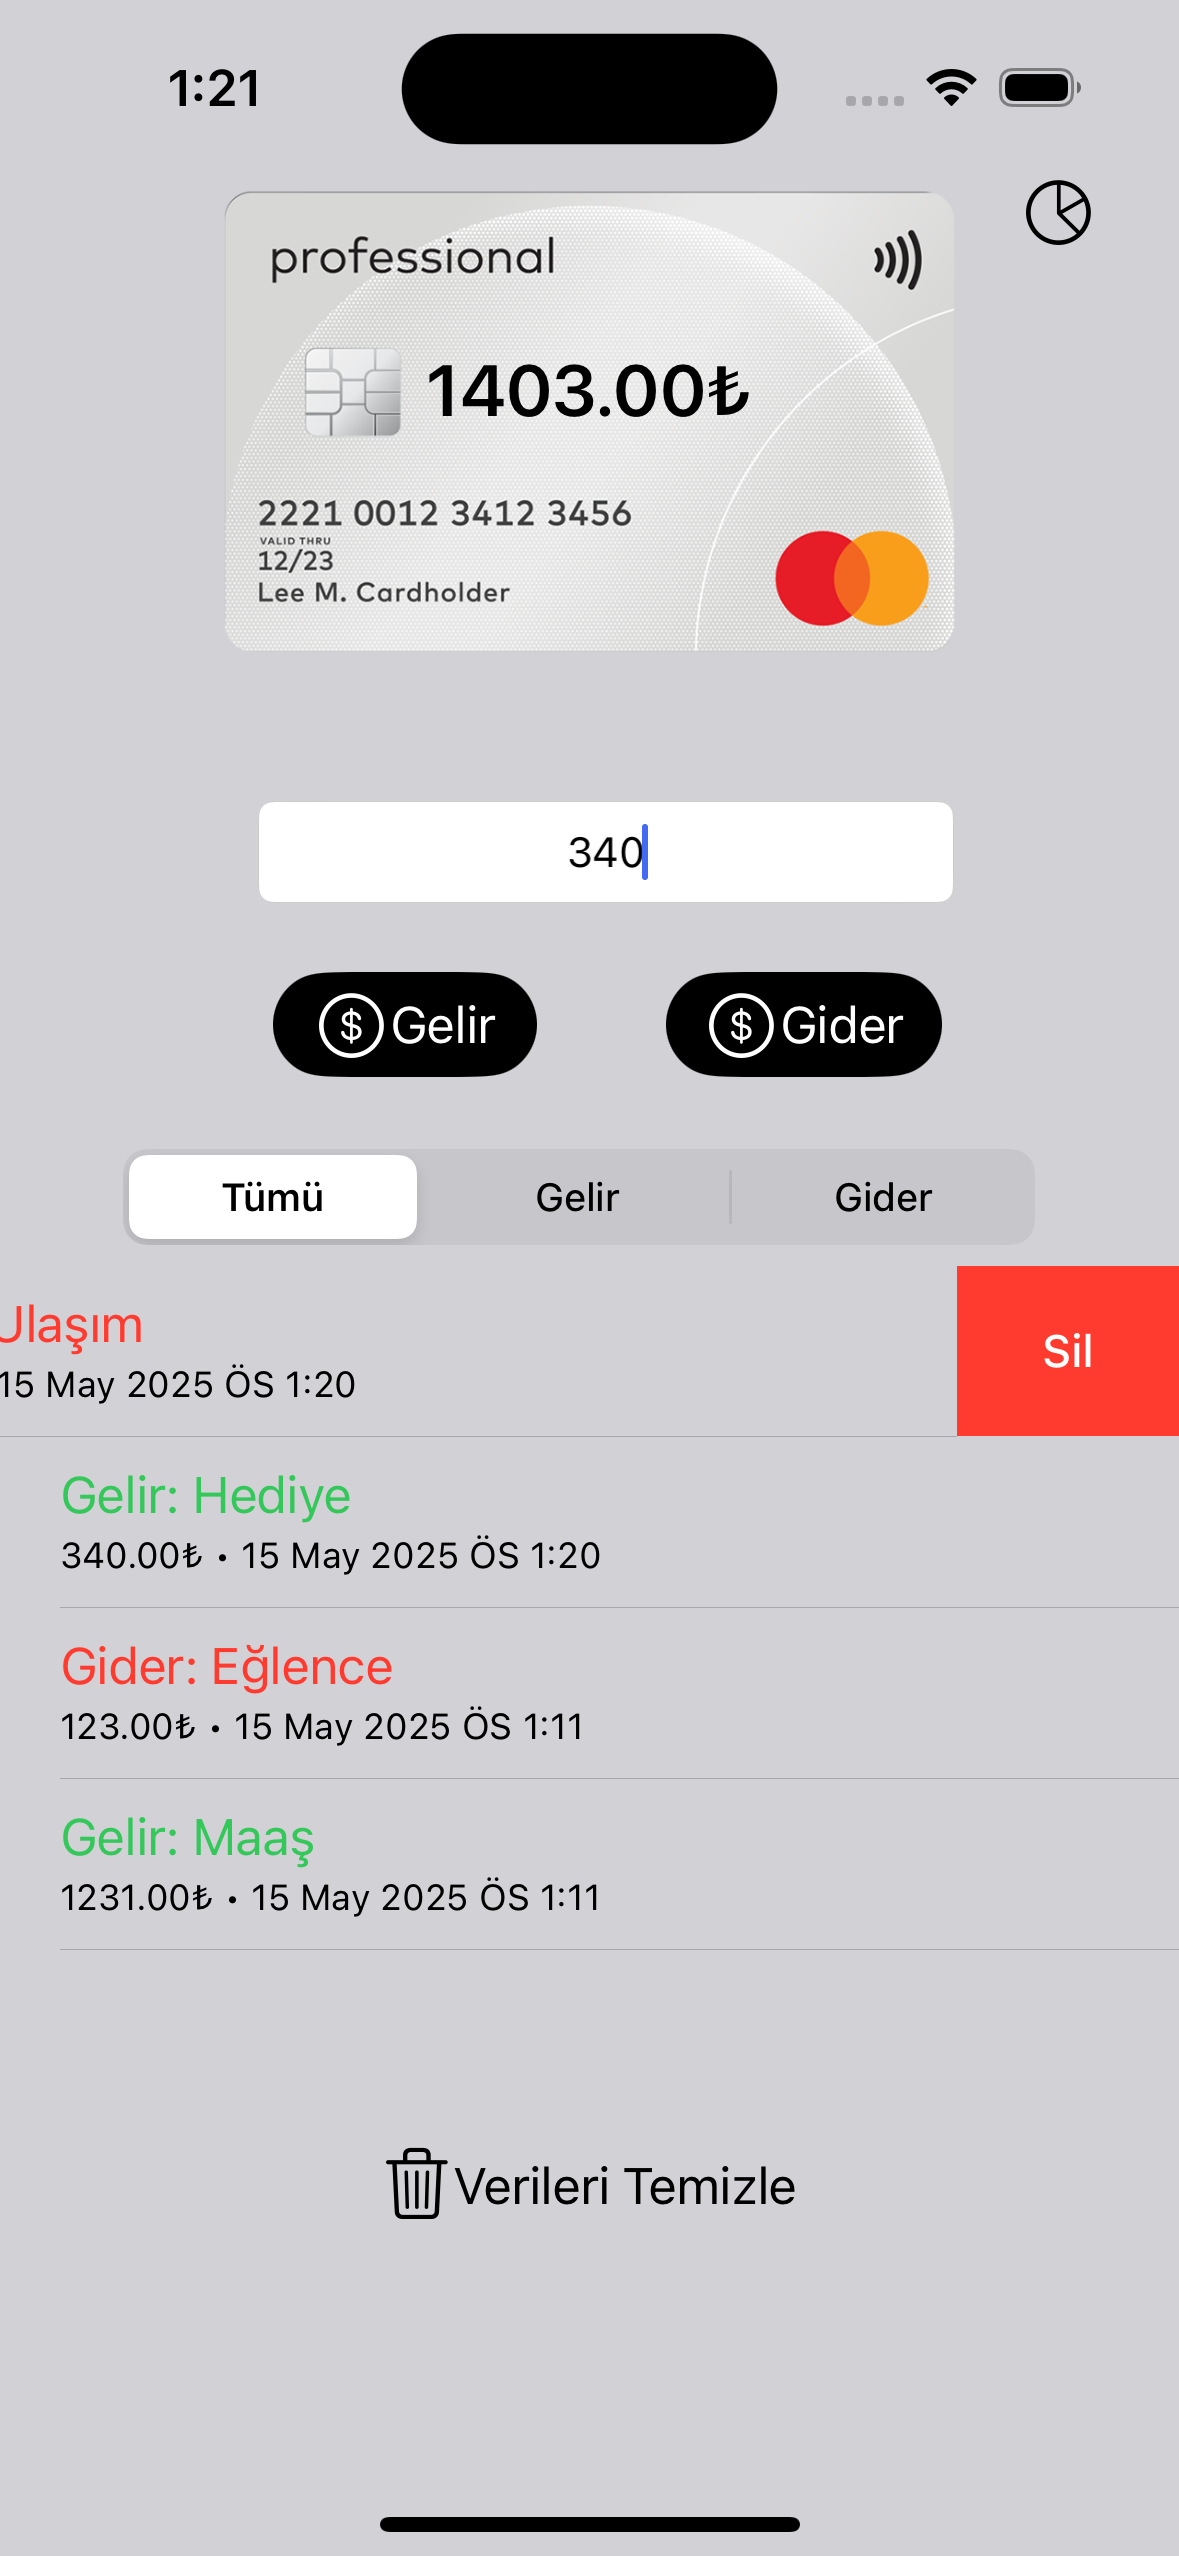 1:21
professional
1403.00₺
2221 0012 3412 3456
VALID THRU
12/23
Lee M. Cardholder
340
$ Gelir
$ Gider
Tümü Gelir Gider
Ulaşım
15 May 2025 ÖS 1:20
Sil
Gelir: Hediye
340.00₺ • 15 May 2025 ÖS 1:20
Gider: Eğlence
123.00₺ • 15 May 2025 ÖS 1:11
Gelir: Maaş
1231.00₺ • 15 May 2025 ÖS 1:11
Verileri Temizle